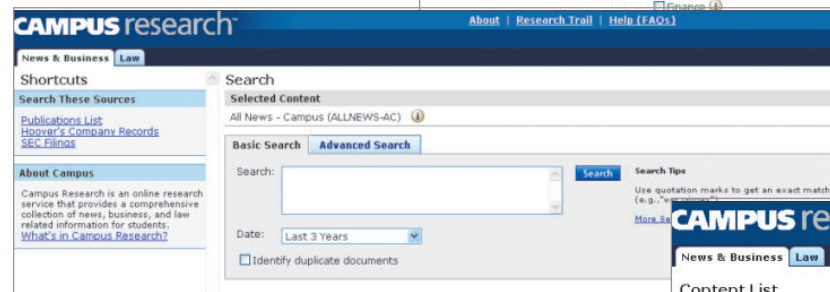 Finance
CAMPUS research
About | Research Trail | Help (FAQs)
News & Business Law
Shortcuts
Search These Sources
Publications List
Hoover's Company Records
SEC Filings
About Campus
Campus Research is an online research
service that provides a comprehensive
collection of news, business, and law
related information for students.
What's in Campus Research?
Search
Selected Content
All News - Campus (ALLNEWS-AC)
Basic Search Advanced Search
Search:
Search
Date: Last 3 Years
Identify duplicate documents
Search Tips
Use quotation marks to get an exact match
(e.g.,"war crimes")
More Se
CAMPUS re
News & Business Law
Content List